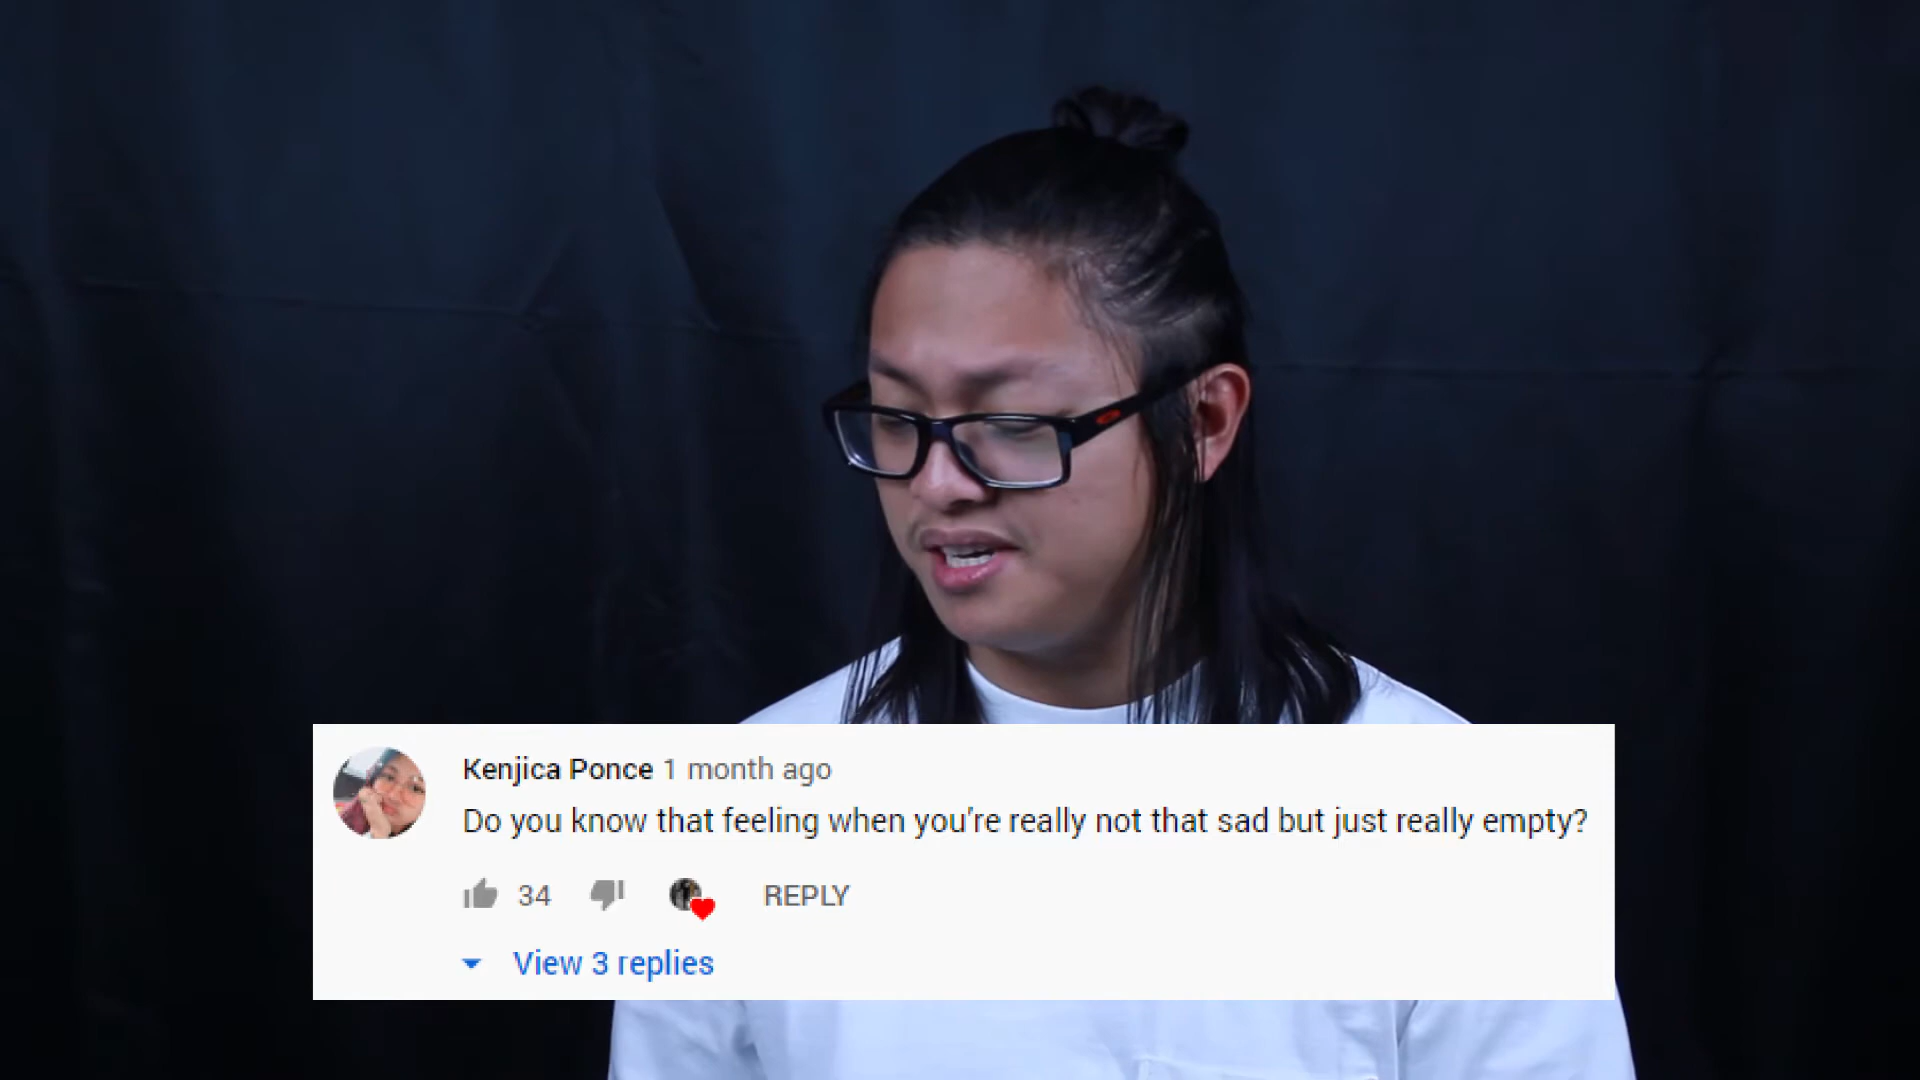 Kenjica Ponce 1 month ago
Do you know that feeling when you're really not that sad but just really empty?
34 REPLY
View 3 replies